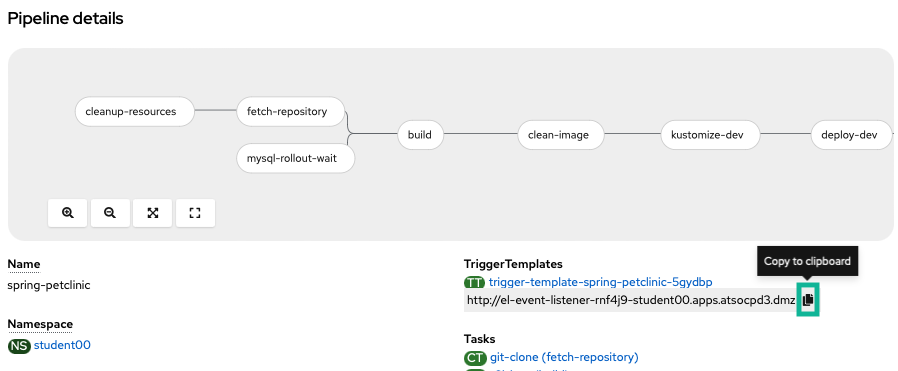 Pipeline details
cleanup-resources
fetch-repository
mysql-rollout-wait
build
clean-image
kustomize-dev
deploy-dev
Name
spring-petclinic
Namespace
NS student00
Copy to clipboard
TriggerTemplates
TT trigger-template-spring-petclinic-5gydbp
http://el-event-listener-rnf4j9-student00.apps.atsocpd3.dmz
Tasks
CT git-clone (fetch-repository)